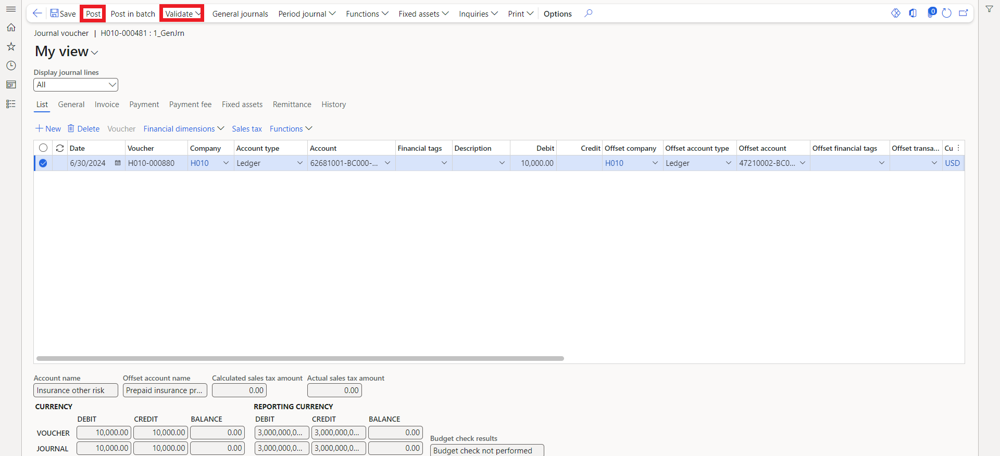 Save Post Post in batch Validate General journals Period journal Functions Fixed assets Inquiries Print Options 0
Journal voucher | H010-000481 : 1_GenJrn
My view
Display journal lines
All
List General Invoice Payment Payment fee Fixed assets Remittance History
New Delete Voucher Financial dimensions Sales tax Functions
Date Voucher Company Account type Account Financial tags Description Debit Credit Offset company Offset account type Offset account Offset financial tags Offset transa... Cu
6/30/2024 H010-000880 H010 Ledger 62681001-BC000-... 10,000.00 H010 Ledger 47210002-BC0... USD
Account name Offset account name Calculated sales tax amount Actual sales tax amount
Insurance other risk Prepaid insurance pr... 0.00 0.00
CURRENCY REPORTING CURRENCY
DEBIT CREDIT BALANCE DEBIT CREDIT BALANCE
VOUCHER 10,000.00 10,000.00 0.00 3,000,000,0... 3,000,000,0... 0.00
Budget check results
JOURNAL 10,000.00 10,000.00 0.00 3,000,000,0... 3,000,000,0... 0.00
Budget check not performed